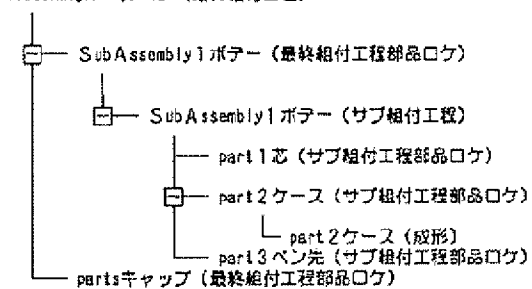 SubAssembly1ボデー（最終組付工程部品ロケ）
SubAssembly1ボデー（サブ組付工程）
part1芯（サブ組付工程部品ロケ）
part2ケース（サブ組付工程部品ロケ）
part2ケース（成形）
part3ペン先（サブ組付工程部品ロケ）
partsキャップ（最終組付工程部品ロケ）